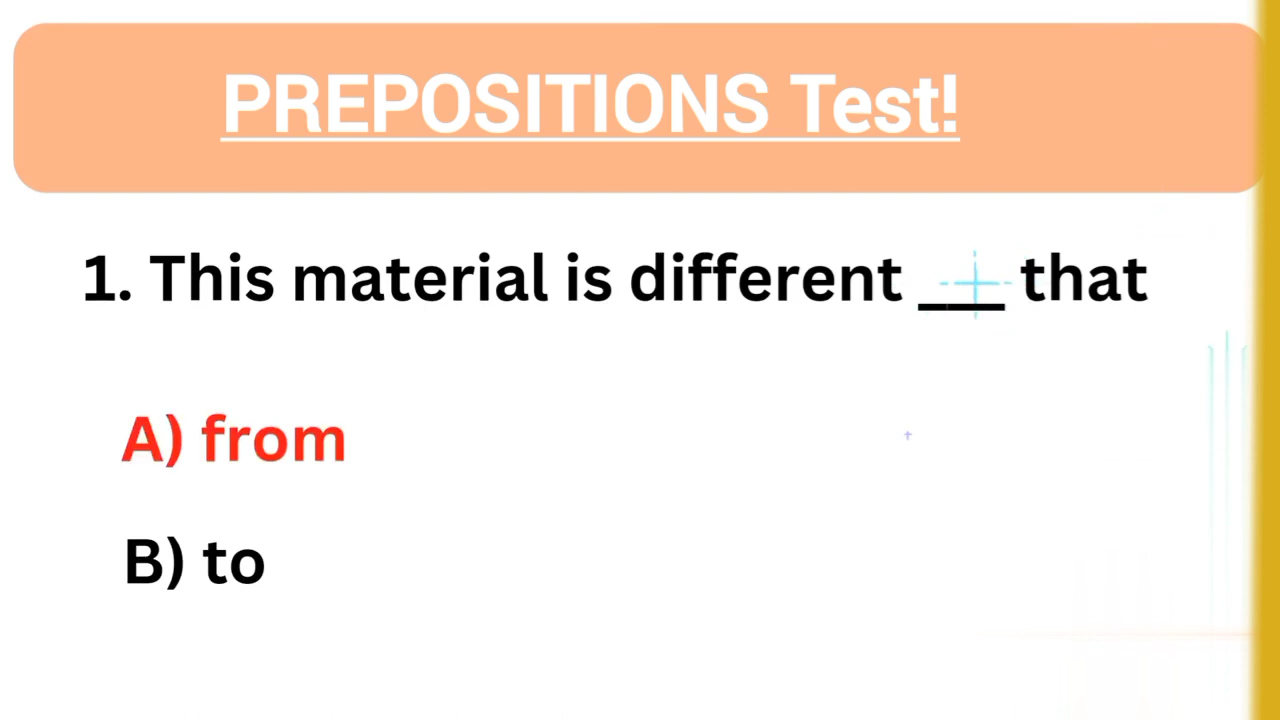 PREPOSITIONS Test!
1. This material is different ___ that
A) from
B) to